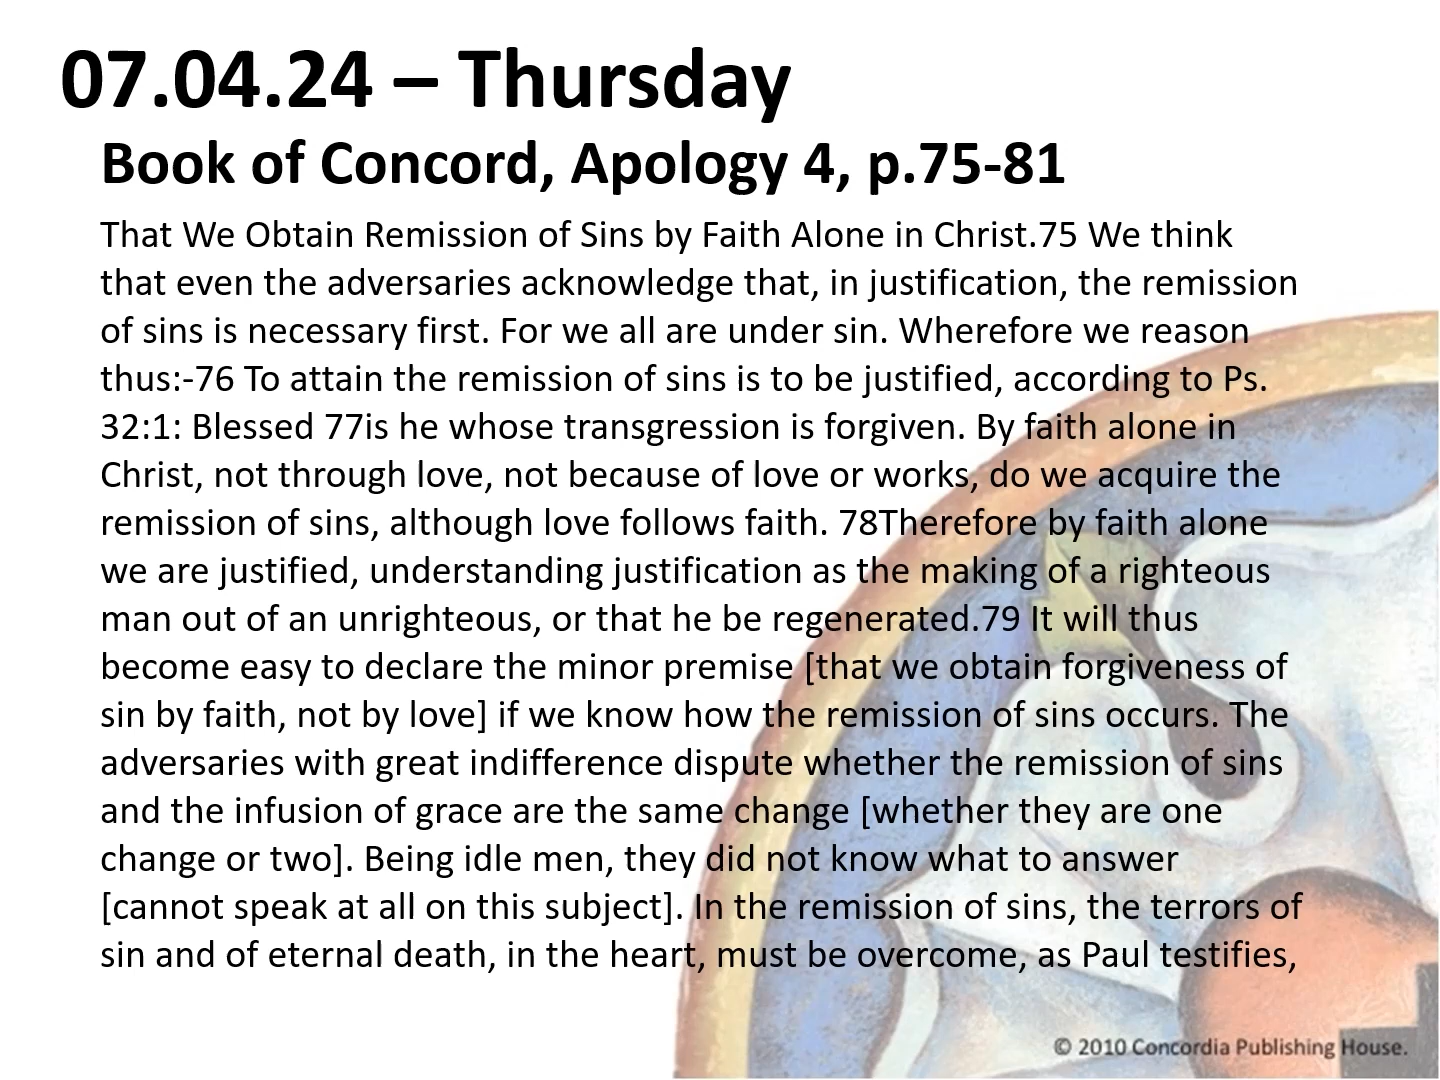 07.04.24 – Thursday
Book of Concord, Apology 4, p.75-81
That We Obtain Remission of Sins by Faith Alone in Christ.75 We think
that even the adversaries acknowledge that, in justification, the remission
of sins is necessary first. For we all are under sin. Wherefore we reason
thus:-76 To attain the remission of sins is to be justified, according to Ps.
32:1: Blessed 77is he whose transgression is forgiven. By faith alone in
Christ, not through love, not because of love or works, do we acquire the
remission of sins, although love follows faith. 78Therefore by faith alone
we are justified, understanding justification as the making of a righteous
man out of an unrighteous, or that he be regenerated.79 It will thus
become easy to declare the minor premise [that we obtain forgiveness of
sin by faith, not by love] if we know how the remission of sins occurs. The
adversaries with great indifference dispute whether the remission of sins
and the infusion of grace are the same change [whether they are one
change or two]. Being idle men, they did not know what to answer
[cannot speak at all on this subject]. In the remission of sins, the terrors of
sin and of eternal death, in the heart, must be overcome, as Paul testifies,
© 2010 Concordia Publishing House.